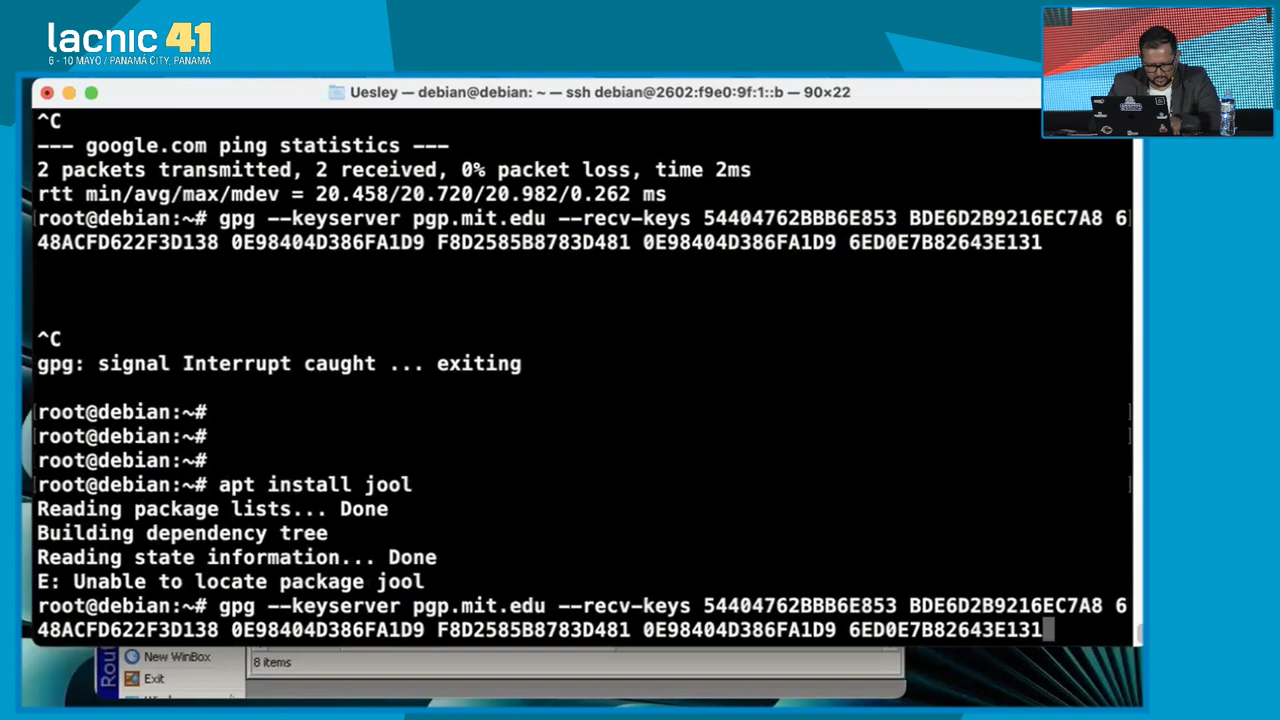 lacnic 41
6 - 10 MAYO / PANAMÁ CITY, PANAMÁ
Uesley — debian@debian: ~ — ssh debian@2602:f9e0:9f:1::b — 90×22
^C
--- google.com ping statistics ---
2 packets transmitted, 2 received, 0% packet loss, time 2ms
rtt min/avg/max/mdev = 20.458/20.720/20.982/0.262 ms
root@debian:~# gpg --keyserver pgp.mit.edu --recv-keys 54404762BBB6E853 BDE6D2B9216EC7A8 6
48ACFD622F3D138 0E98404D386FA1D9 F8D2585B8783D481 0E98404D386FA1D9 6ED0E7B82643E131
^C
gpg: signal Interrupt caught ... exiting
root@debian:~#
root@debian:~#
root@debian:~#
root@debian:~# apt install jool
Reading package lists... Done
Building dependency tree
Reading state information... Done
E: Unable to locate package jool
root@debian:~# gpg --keyserver pgp.mit.edu --recv-keys 54404762BBB6E853 BDE6D2B9216EC7A8 6
48ACFD622F3D138 0E98404D386FA1D9 F8D2585B8783D481 0E98404D386FA1D9 6ED0E7B82643E131
New WinBox
8 items
Exit